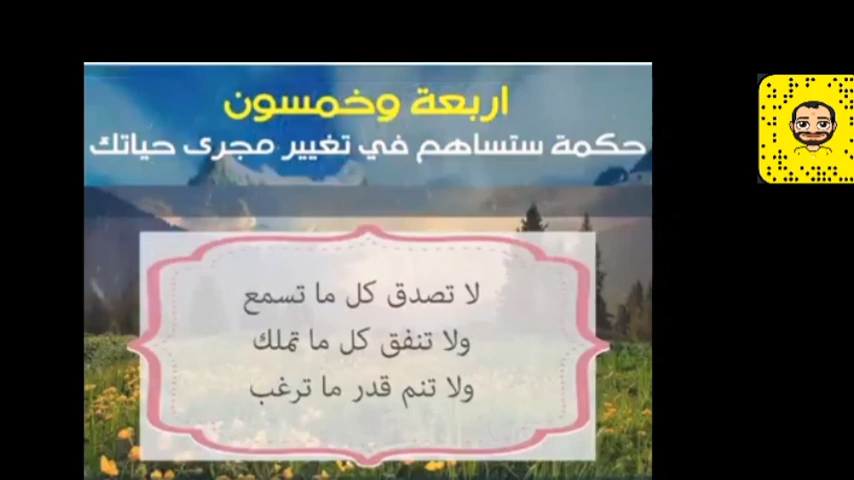 اربعة وخمسون
حكمة ستساهم في تغيير مجرى حياتك
لا تصدق كل ما تسمع
ولا تنفق كل ما تملك
ولا تنم قدر ما ترغب